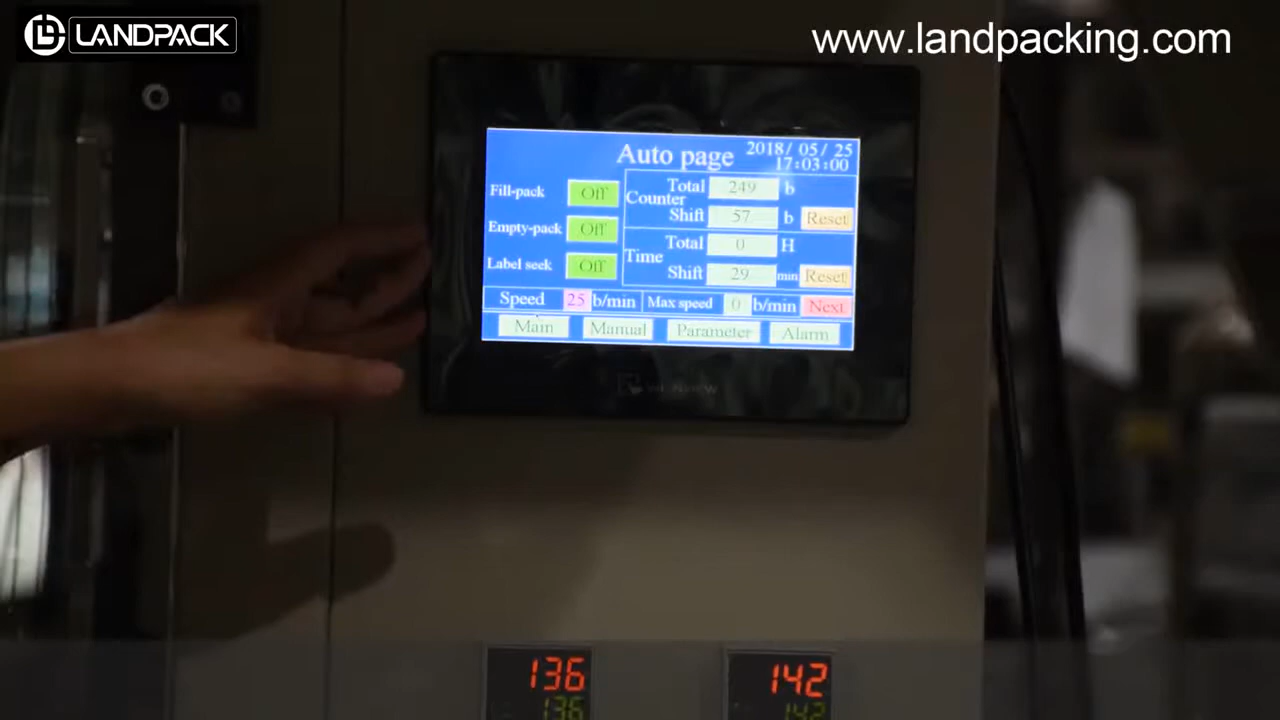 LANDPACK
www.landpacking.com
Auto page
2018/ 05/ 25
17:03:00
Fill-pack Off
Empty-pack Off
Label seek Off
Counter
Total 249 b
Shift 57 b Reset
Time
Total 0 H
Shift 29 min Reset
Speed 25 b/min Max speed 0 b/min Next
Main Manual Parameter Alarm
136 142
136 142